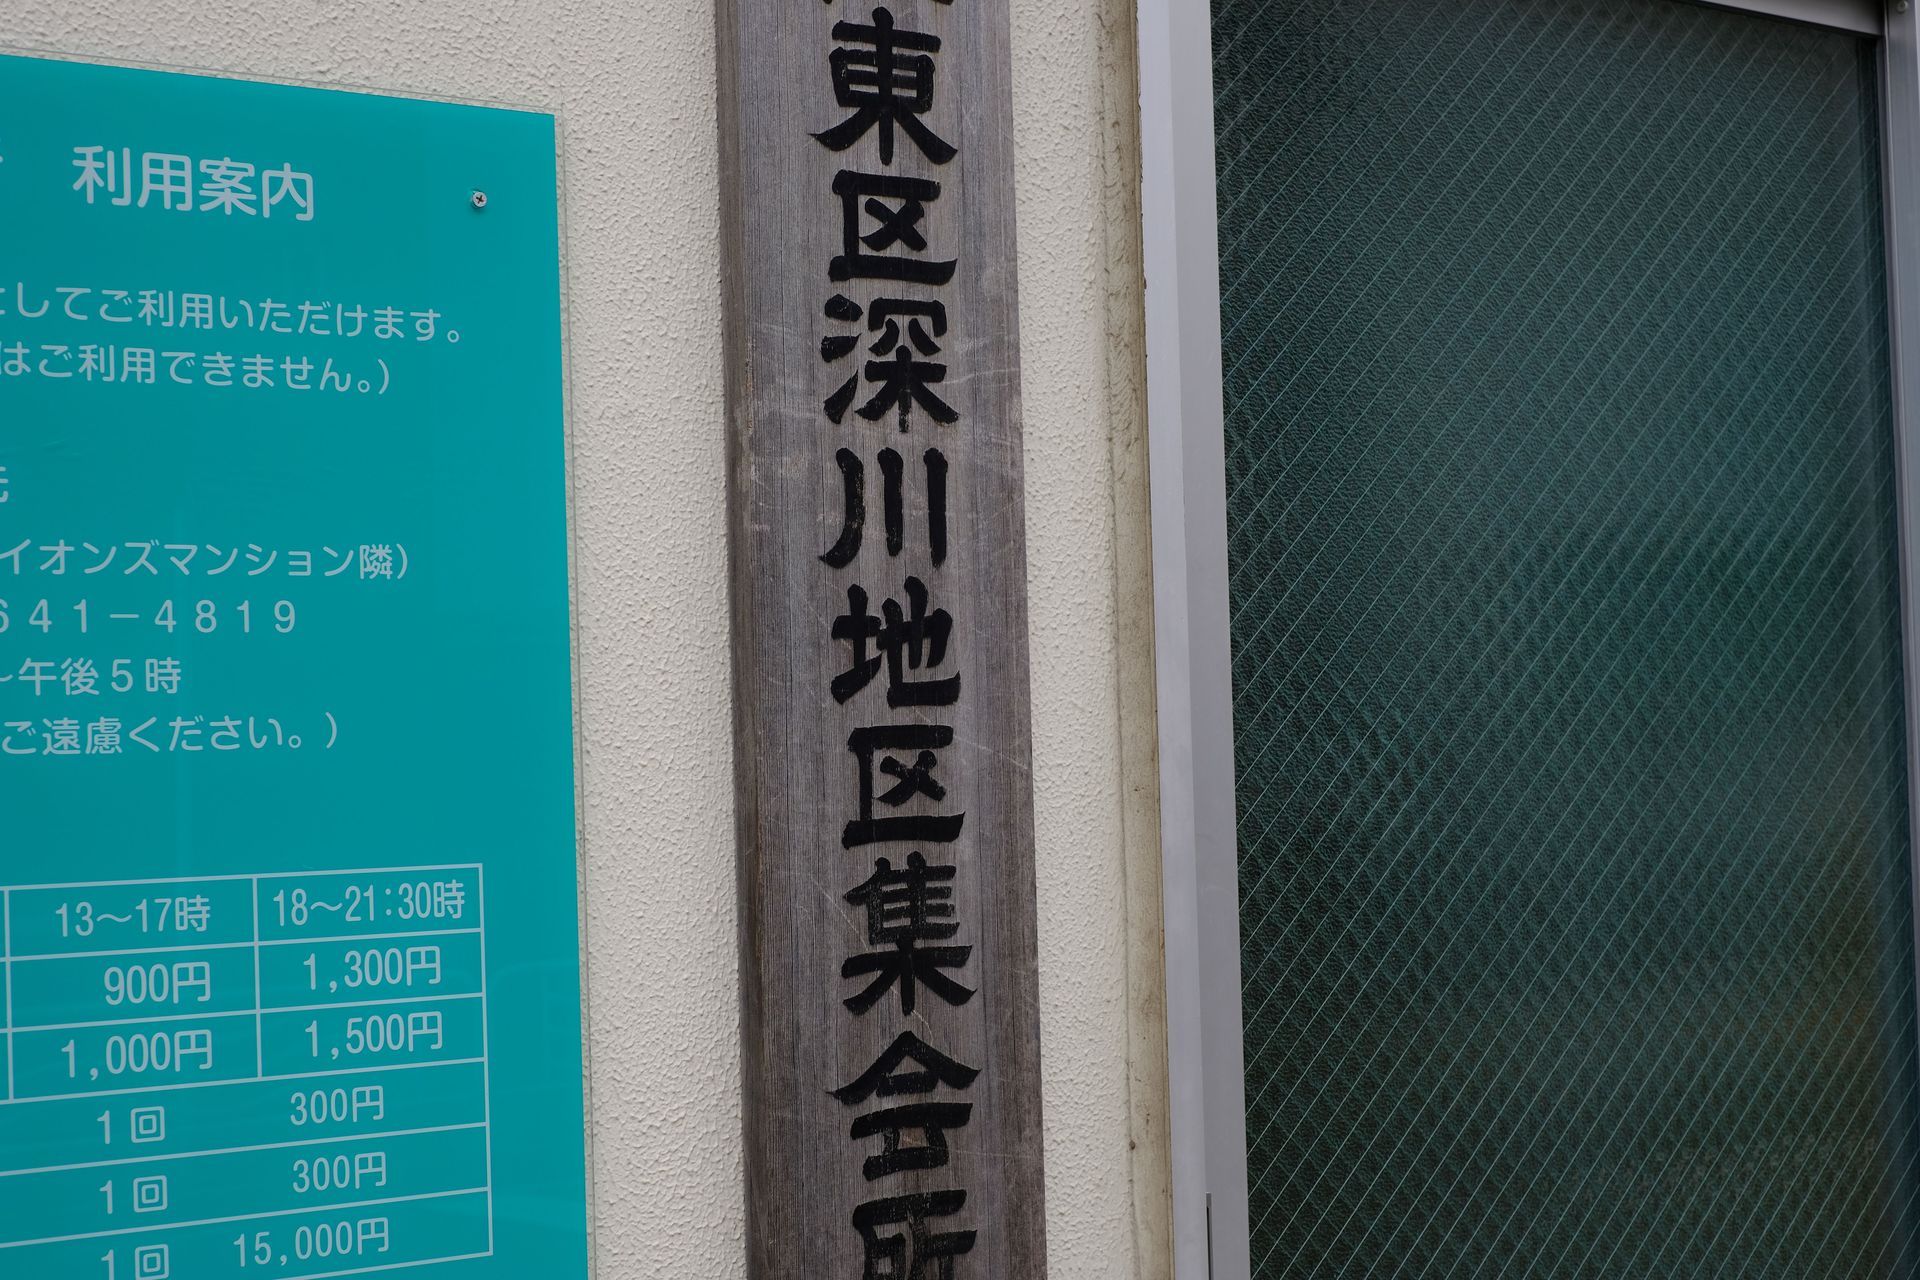 利用案内
してご利用いただけます。
はご利用できません。）
イオンズマンション隣）
641－4819
～午後5時
ご遠慮ください。）
13～17時 18～21:30時
900円 1,300円
1,000円 1,500円
1回 300円
1回 300円
1回 15,000円
東区深川地区集会所